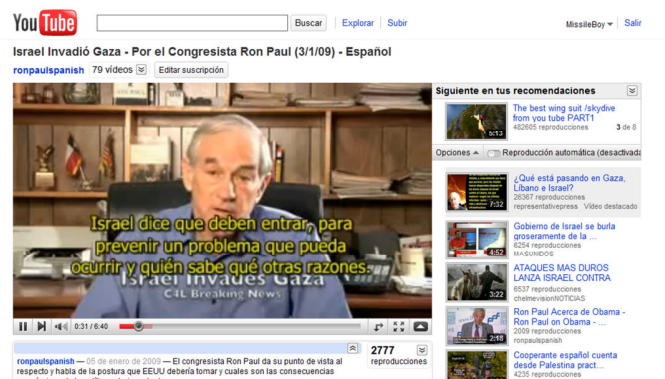 YouTube
Buscar
Explorar
Subir
MissileBoy
Salir
Israel Invadió Gaza - Por el Congresista Ron Paul (3/1/09) - Español
ronpaulspanish
79 vídeos
Editar suscripción
Israel dice que deben entrar, para
prevenir un problema que pueda
ocurrir y quién sabe qué otras razones.
Israel Invades Gaza
C4L Breaking News
0:31 / 6:40
ronpaulspanish — 05 de enero de 2009 — El congresista Ron Paul da su punto de vista al
respecto y habla de la postura que EEUU debería tomar y cuales son las consecuencias
2777
reproducciones
Siguiente en tus recomendaciones
5:13
The best wing suit /skydive
from you tube PART1
482605 reproducciones
3 de 8
Opciones
Reproducción automática (desactivada
7:32
¿Qué está pasando en Gaza,
Líbano e Israel?
26367 reproducciones
representativepress Vídeo destacado
4:52
Gobierno de Israel se burla
groseramente de la ...
6254 reproducciones
MASUNDOS
3:22
ATAQUES MAS DUROS
LANZA ISRAEL CONTRA
6537 reproducciones
chelmevisionNOTICIAS
2:18
Ron Paul Acerca de Obama -
Ron Paul on Obama - ...
2009 reproducciones
ronpaulspanish
Cooperante español cuenta
desde Palestina pract...
4235 reproducciones